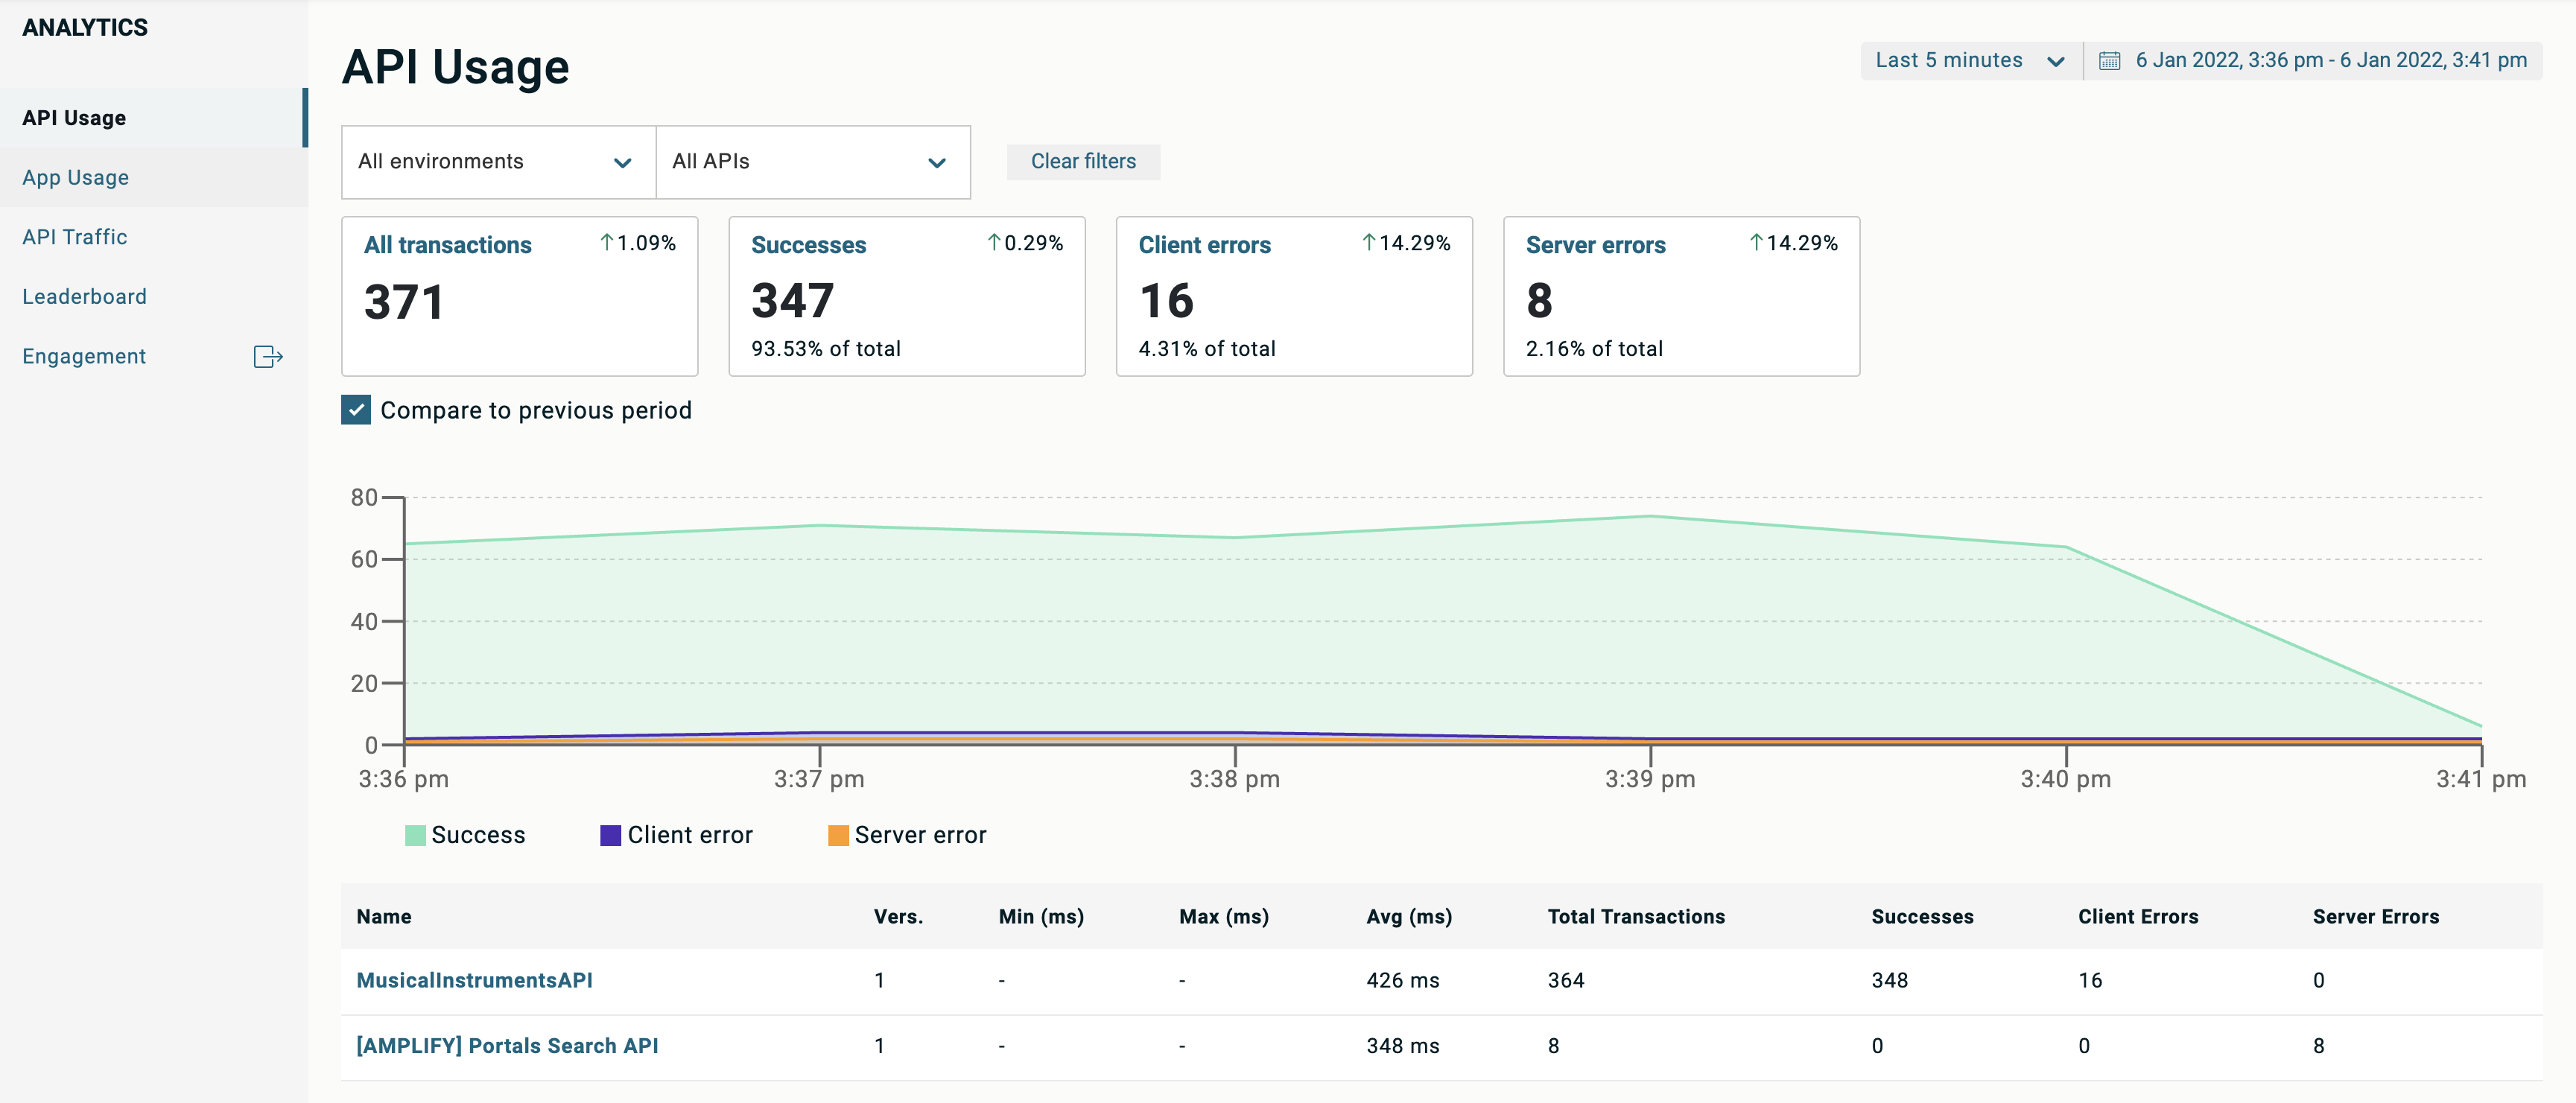 ANALYTICS
API Usage
App Usage
API Traffic
Leaderboard
Engagement
API Usage
Last 5 minutes 6 Jan 2022, 3:36 pm - 6 Jan 2022, 3:41 pm
All environments All APIs Clear filters
All transactions ↑1.09%
371
Successes ↑0.29%
347
93.53% of total
Client errors ↑14.29%
16
4.31% of total
Server errors ↑14.29%
8
2.16% of total
Compare to previous period
80
60
40
20
0
3:36 pm 3:37 pm 3:38 pm 3:39 pm 3:40 pm 3:41 pm
Success Client error Server error
Name Vers. Min (ms) Max (ms) Avg (ms) Total Transactions Successes Client Errors Server Errors
MusicalInstrumentsAPI 1 - - 426 ms 364 348 16 0
[AMPLIFY] Portals Search API 1 - - 348 ms 8 0 0 8